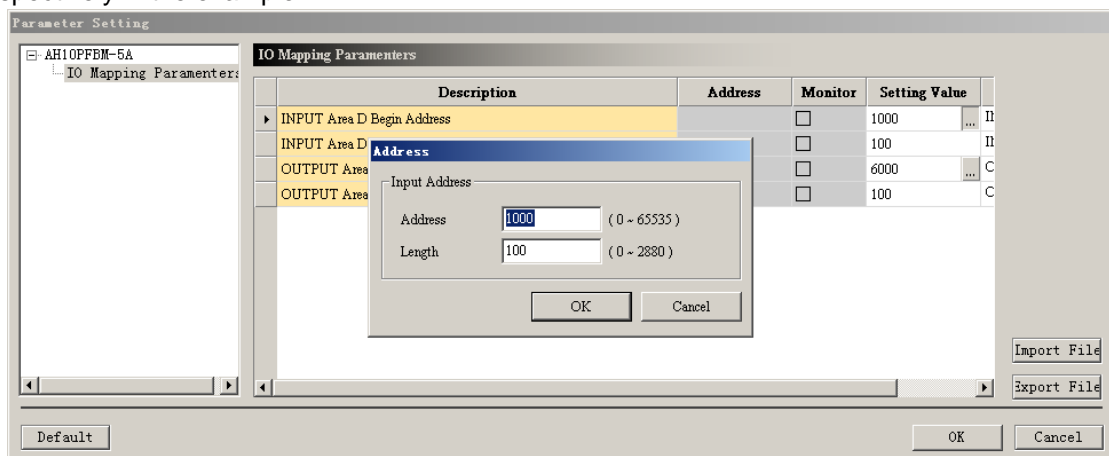 Parameter Setting
AH10PFBM-5A
IO Mapping Paramenters
IO Mapping Paramenters
Description Address Monitor Setting Value
INPUT Area D Begin Address 1000 ...
INPUT Area D 100
OUTPUT Area 6000 ...
OUTPUT Area 100
Address
Input Address
Address 1000 ( 0 ~ 65535 )
Length 100 ( 0 ~ 2880 )
OK Cancel
Import File
Export File
Default OK Cancel